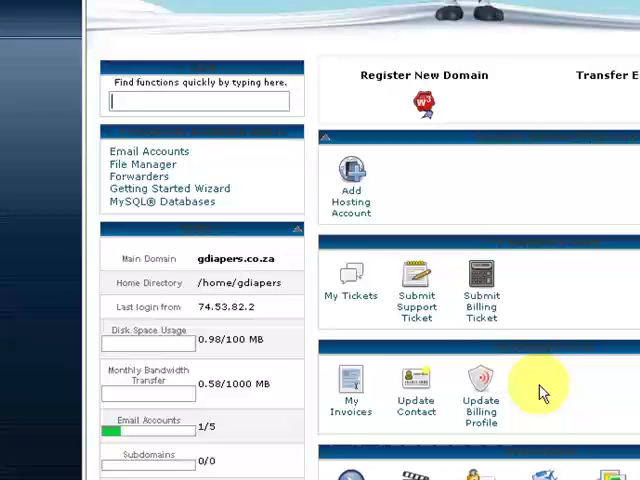 Find functions quickly by typing here.
Register New Domain
Transfer E
w3
Email Accounts
File Manager
Forwarders
Getting Started Wizard
MySQL® Databases
Add
Hosting
Account
Main Domain gdiapers.co.za
Home Directory /home/gdiapers
Last login from 74.53.82.2
Disk Space Usage 0.98/100 MB
Monthly Bandwidth
Transfer 0.58/1000 MB
Email Accounts 1/5
Subdomains 0/0
My Tickets
Submit
Support
Ticket
Submit
Billing
Ticket
My
Invoices
Update
Contact
Update
Billing
Profile